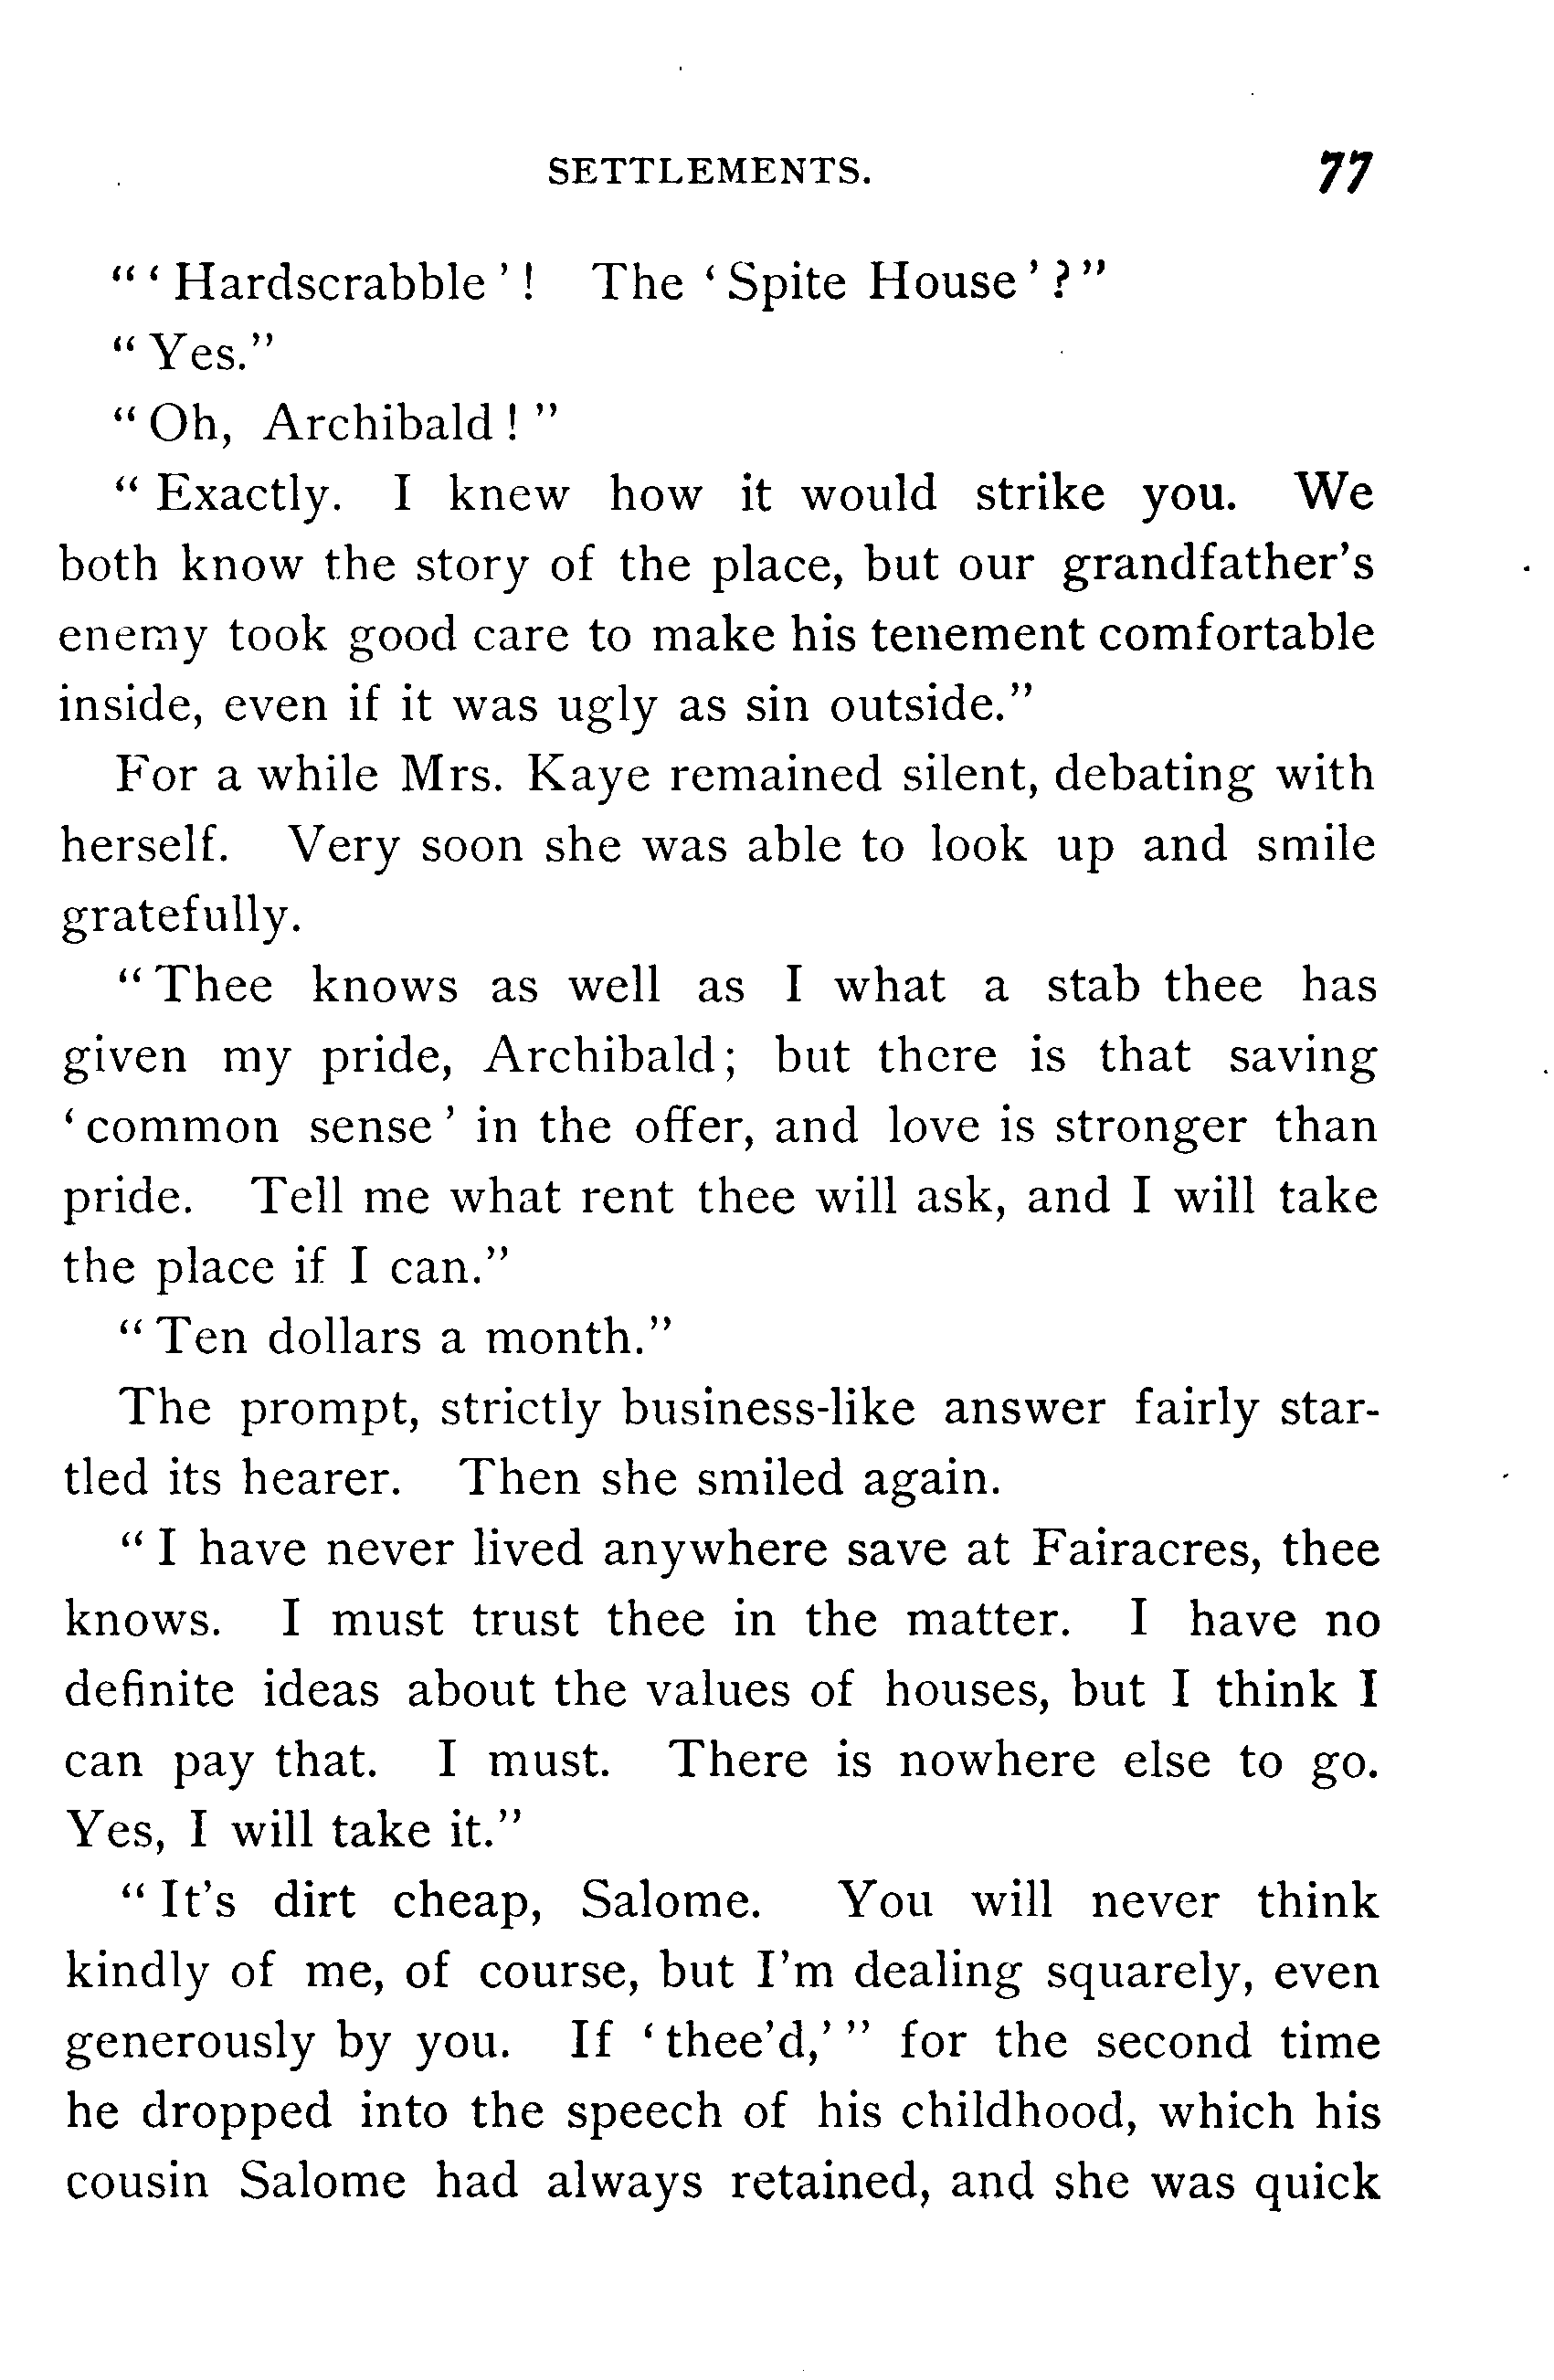 SETTLEMENTS. 77
“‘Hardscrabble’! The ‘Spite House’?”
“Yes.”
“Oh, Archibald!”
“Exactly. I knew how it would strike you. We
both know the story of the place, but our grandfather’s
enemy took good care to make his tenement comfortable
inside, even if it was ugly as sin outside.”
For a while Mrs. Kaye remained silent, debating with
herself. Very soon she was able to look up and smile
gratefully.
“Thee knows as well as I what a stab thee has
given my pride, Archibald; but there is that saving
‘common sense’ in the offer, and love is stronger than
pride. Tell me what rent thee will ask, and I will take
the place if I can.”
“Ten dollars a month.”
The prompt, strictly business-like answer fairly star-
tled its hearer. Then she smiled again.
“I have never lived anywhere save at Fairacres, thee
knows. I must trust thee in the matter. I have no
definite ideas about the values of houses, but I think I
can pay that. I must. There is nowhere else to go.
Yes, I will take it.”
“It’s dirt cheap, Salome. You will never think
kindly of me, of course, but I’m dealing squarely, even
generously by you. If ‘thee’d,’” for the second time
he dropped into the speech of his childhood, which his
cousin Salome had always retained, and she was quick